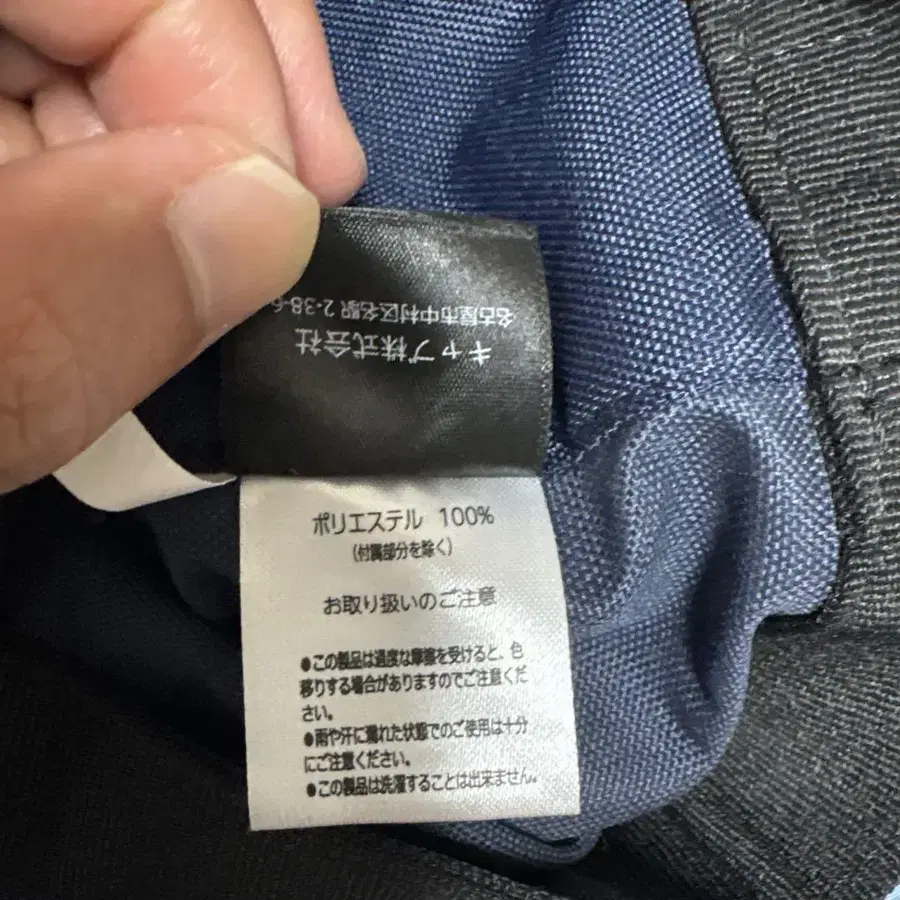 キャブ株式会社
名古屋市中村区名駅 2-38-6
ポリエステル 100%
(付属部分を除く)
お取り扱いのご注意
●この製品は過度な摩擦を受けると、色
移りする場合がありますのでご注意くだ
さい。
●雨や汗に濡れた状態でのご使用は十分
にご注意ください。
●この製品は洗濯することは出来ません。